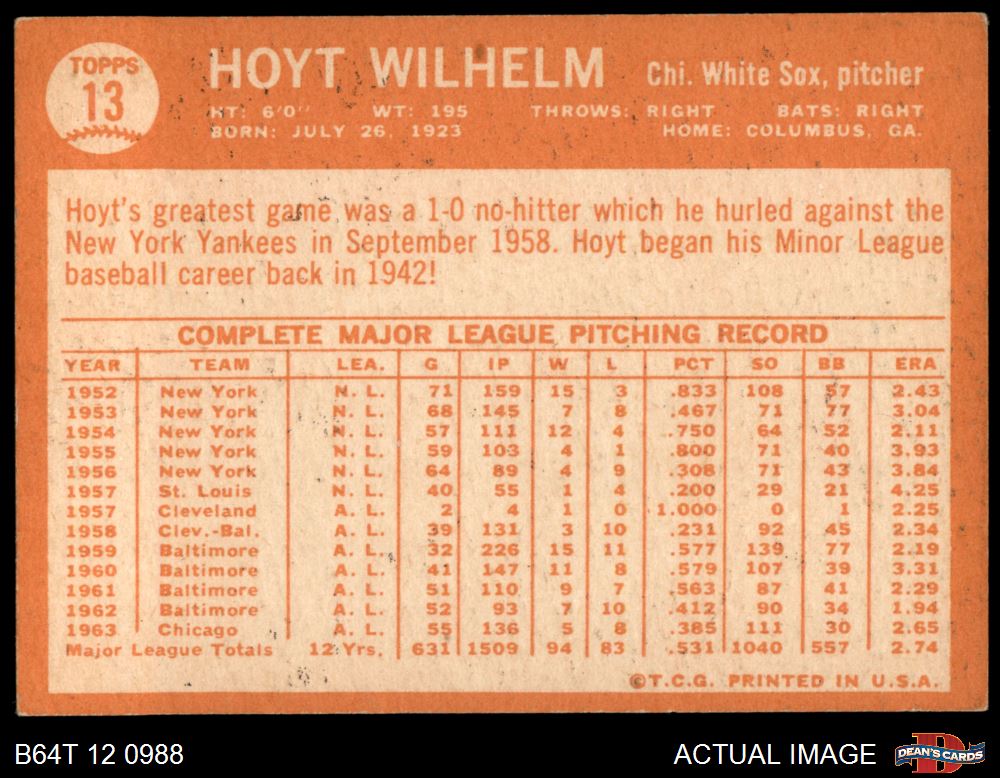 TOPPS
13
HOYT WILHELM Chi. White Sox, pitcher
HT: 6'0" WT: 195 THROWS: RIGHT BATS: RIGHT
BORN: JULY 26, 1923 HOME: COLUMBUS, GA.
Hoyt's greatest game was a 1-0 no-hitter which he hurled against the
New York Yankees in September 1958. Hoyt began his Minor League
baseball career back in 1942!
COMPLETE MAJOR LEAGUE PITCHING RECORD
YEAR TEAM LEA. G IP W L PCT SO BB ERA
1952 New York N. L. 71 159 15 3 .833 108 57 2.43
1953 New York N. L. 68 145 7 8 .467 71 77 3.04
1954 New York N. L. 57 111 12 4 .750 64 52 2.11
1955 New York N. L. 59 103 4 1 .800 71 40 3.93
1956 New York N. L. 64 89 4 9 .308 71 43 3.84
1957 St. Louis N. L. 40 55 1 4 .200 29 21 4.25
1957 Cleveland A. L. 2 4 1 0 1.000 0 1 2.25
1958 Clev.-Bal. A. L. 39 131 3 10 .231 92 45 2.34
1959 Baltimore A. L. 32 226 15 11 .577 139 77 2.19
1960 Baltimore A. L. 41 147 11 8 .579 107 39 3.31
1961 Baltimore A. L. 51 110 9 7 .563 87 41 2.29
1962 Baltimore A. L. 52 93 7 10 .412 90 34 1.94
1963 Chicago A. L. 55 136 5 8 .385 111 30 2.65
Major League Totals 12 Yrs. 631 1509 94 83 .531 1040 557 2.74
©T.C.G. PRINTED IN U.S.A.
B64T 12 0988 ACTUAL IMAGE DEAN'S CARDS